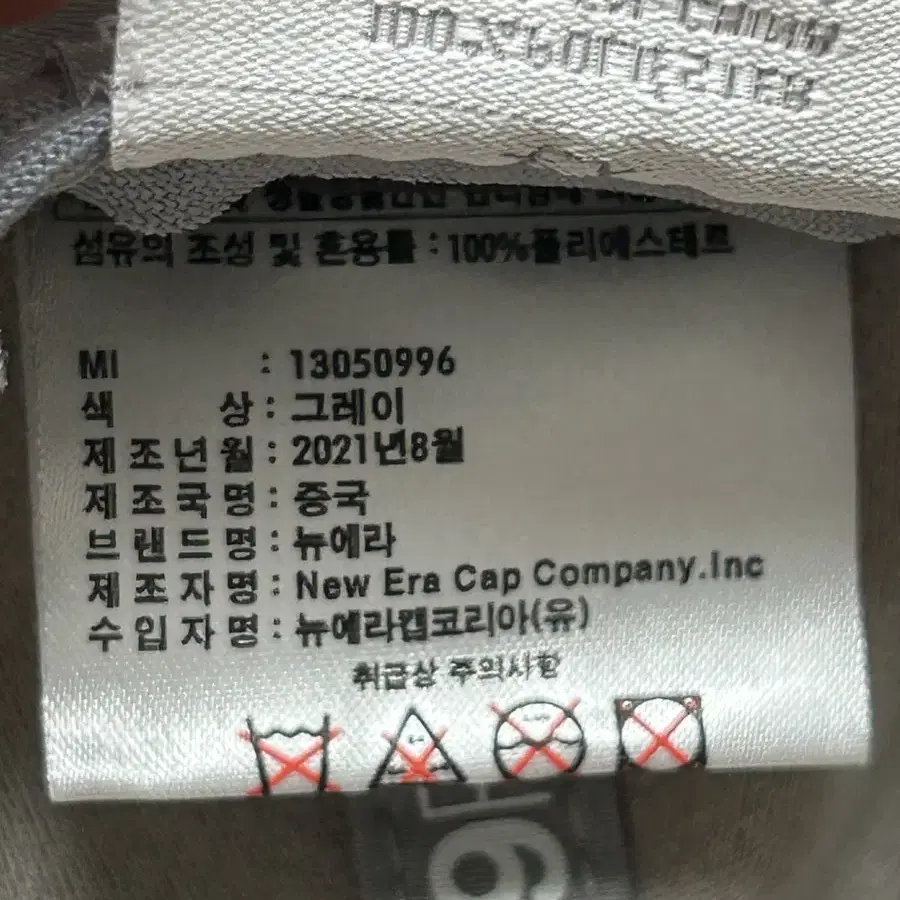 100% POLYESTER
섬유의 조성 및 혼용률 : 100%폴리에스테르
MI : 13050996
색 상 : 그레이
제 조 년 월 : 2021년8월
제 조 국 명 : 중국
브 랜 드 명 : 뉴에라
제 조 자 명 : New Era Cap Company.Inc
수 입 자 명 : 뉴에라캡코리아(유)
취급상 주의사항
9